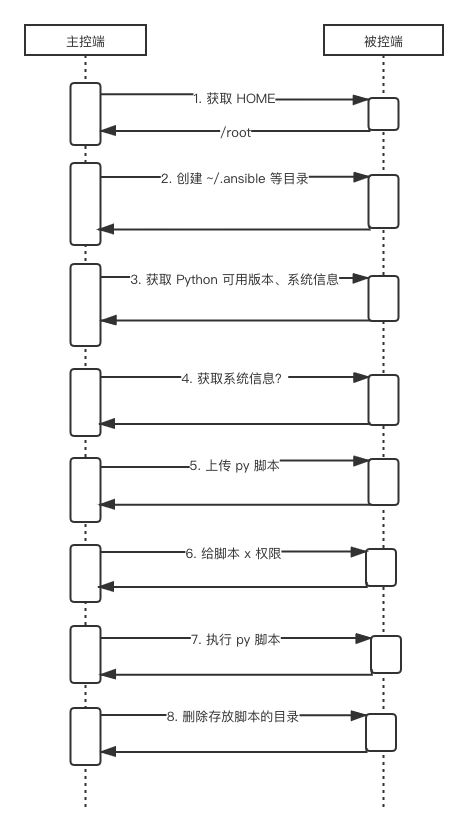 主控端
被控端
1. 获取 HOME
/root
2. 创建 ~/.ansible 等目录
3. 获取 Python 可用版本、系统信息
4. 获取系统信息?
5. 上传 py 脚本
6. 给脚本 x 权限
7. 执行 py 脚本
8. 删除存放脚本的目录